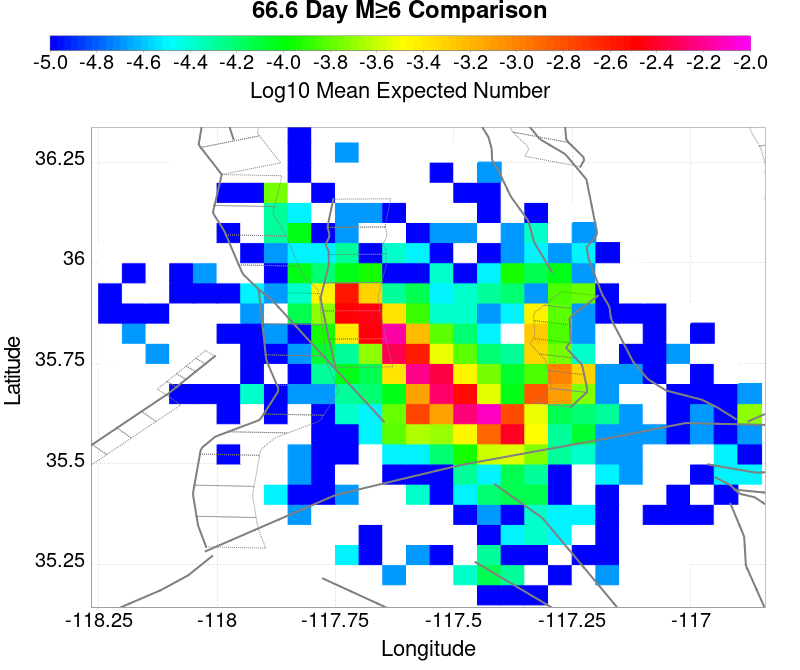 66.6 Day M≥6 Comparison
-5.0 -4.8 -4.6 -4.4 -4.2 -4.0 -3.8 -3.6 -3.4 -3.2 -3.0 -2.8 -2.6 -2.4 -2.2 -2.0
Log10 Mean Expected Number
36.25
36
35.75
35.5
35.25
Latitude
-118.25 -118 -117.75 -117.5 -117.25 -117
Longitude